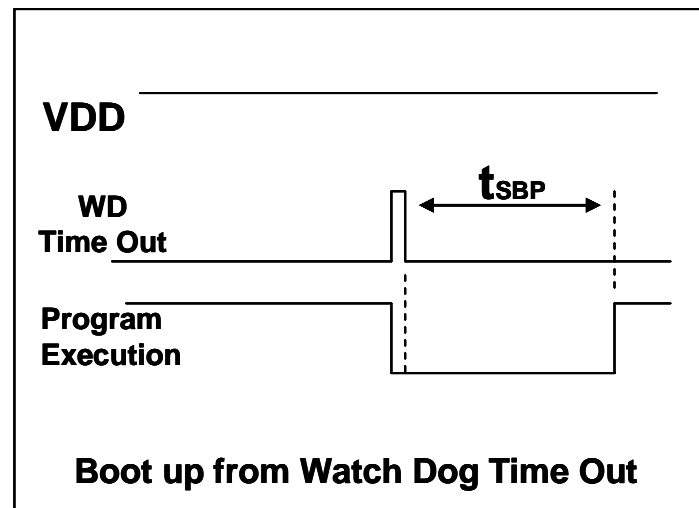 VDD
tSBP
WD
Time Out
Program
Execution
Boot up from Watch Dog Time Out